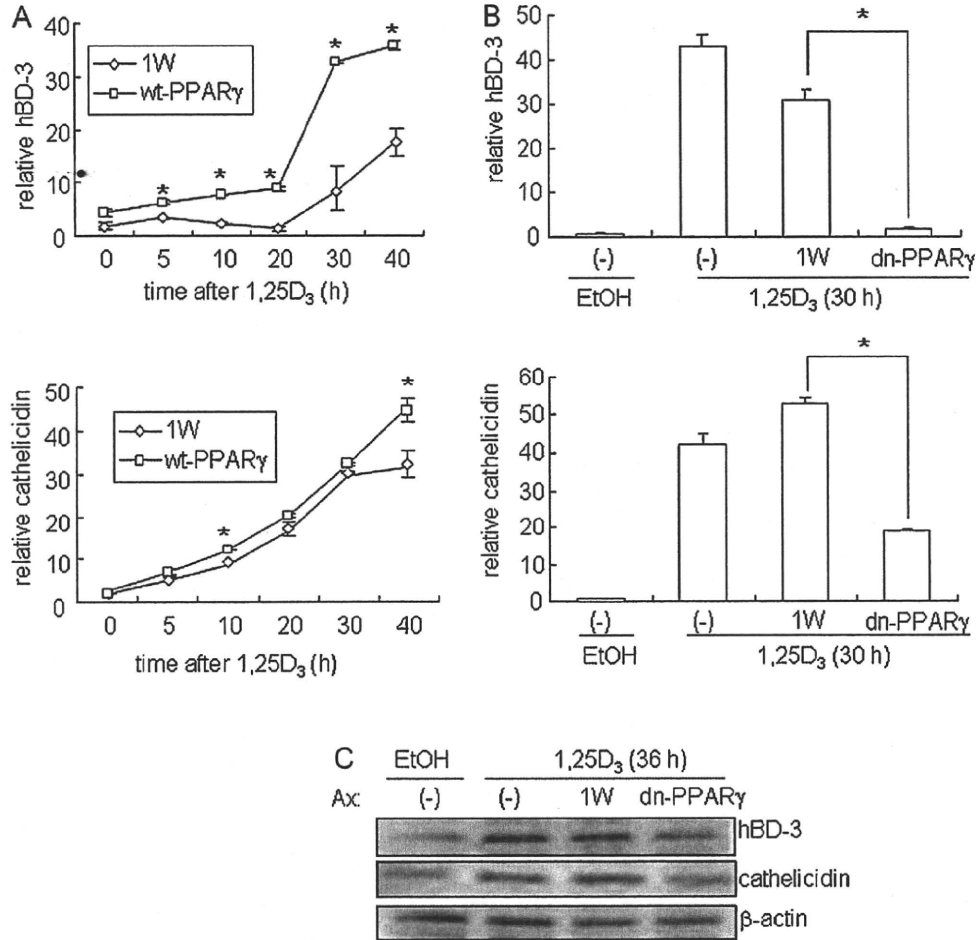 A
relative hBD-3
40
30
20
10
0
1W
wt-PPARγ
* * * * *
0 5 10 20 30 40
time after 1,25D₃ (h)
B
relative hBD-3
50
40
30
20
10
0
*
(-) (-) 1W dn-PPARγ
EtOH 1,25D₃ (30 h)
relative cathelicidin
50
40
30
20
10
0
1W
wt-PPARγ
* *
0 5 10 20 30 40
time after 1,25D₃ (h)
relative cathelicidin
60
50
40
30
20
10
0
*
(-) (-) 1W dn-PPARγ
EtOH 1,25D₃ (30 h)
C EtOH 1,25D₃ (36 h)
Ax: (-) (-) 1W dn-PPARγ
hBD-3
cathelicidin
β-actin